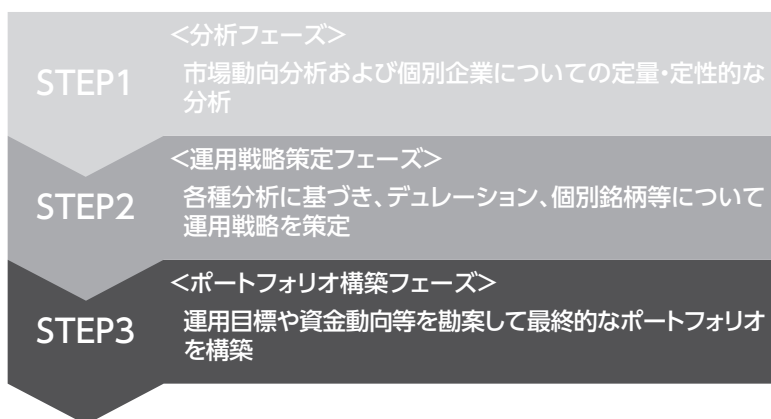 STEP1
<分析フェーズ>
市場動向分析および個別企業についての定量・定性的な
分析
STEP2
<運用戦略策定フェーズ>
各種分析に基づき、デュレーション、個別銘柄等について
運用戦略を策定
STEP3
<ポートフォリオ構築フェーズ>
運用目標や資金動向等を勘案して最終的なポートフォリオ
を構築